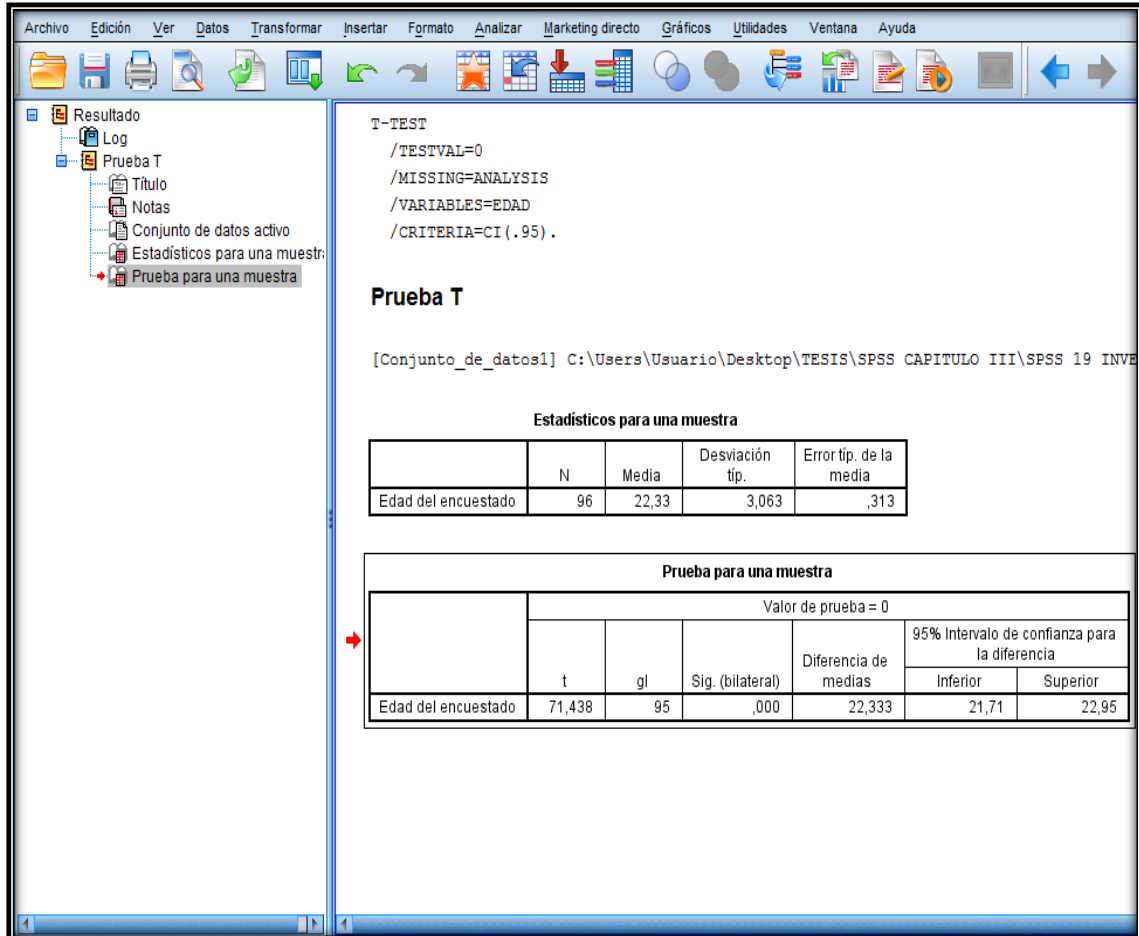 Archivo Edición Ver Datos Transformar Insertar Formato Analizar Marketing directo Gráficos Utilidades Ventana Ayuda
Resultado
Log
Prueba T
Título
Notas
Conjunto de datos activo
Estadísticos para una muestr
Prueba para una muestra
T-TEST
/TESTVAL=0
/MISSING=ANALYSIS
/VARIABLES=EDAD
/CRITERIA=CI(.95).
Prueba T
[Conjunto_de_datos1] C:\Users\Usuario\Desktop\TESIS\SPSS CAPITULO III\SPSS 19 INVE
Estadísticos para una muestra
N Media Desviación típ. Error típ. de la media
Edad del encuestado 96 22,33 3,063 ,313
Prueba para una muestra
Valor de prueba = 0
95% Intervalo de confianza para la diferencia
t gl Sig. (bilateral) Diferencia de medias Inferior Superior
Edad del encuestado 71,438 95 ,000 22,333 21,71 22,95